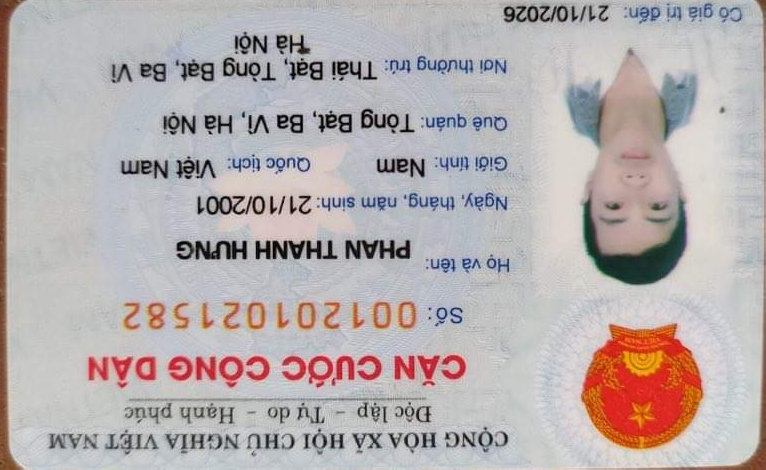 CỘNG HÒA XÃ HỘI CHỦ NGHĨA VIỆT NAM
Độc lập - Tự do - Hạnh phúc
CĂN CƯỚC CÔNG DÂN
Số: 001201021582
Họ và tên:
PHAN THANH HƯNG
Ngày, tháng, năm sinh: 21/10/2001
Giới tính: Nam Quốc tịch: Việt Nam
Quê quán: Tòng Bạt, Ba Vì, Hà Nội
Nơi thường trú: Thái Bạt, Tòng Bạt, Ba Vì
Hà Nội
Có giá trị đến: 21/10/2026